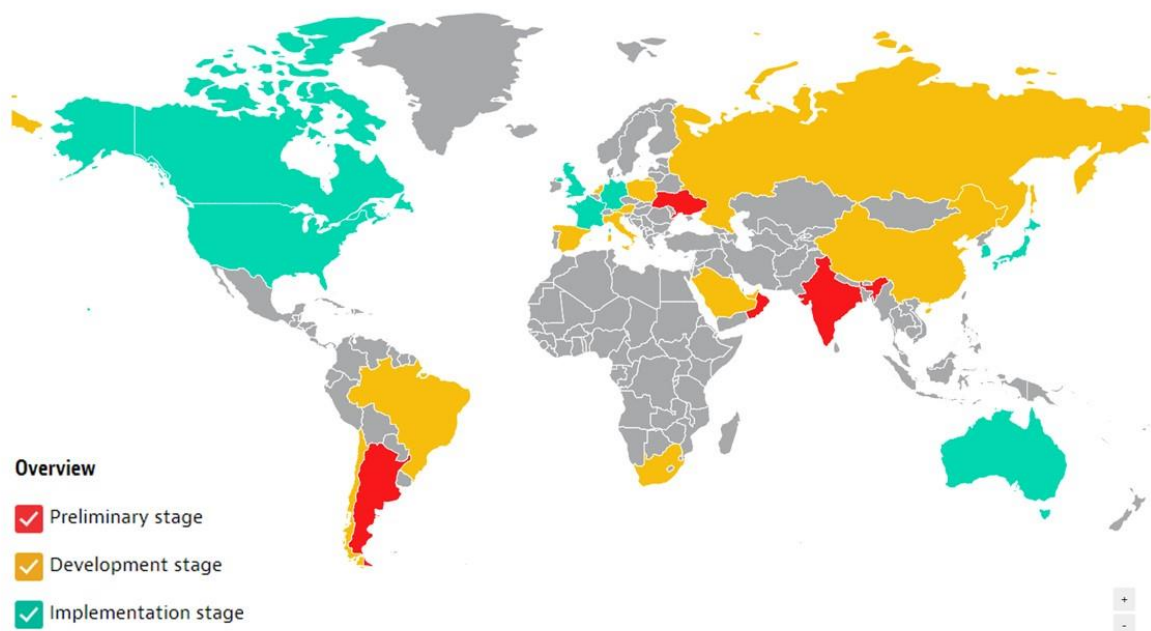 Overview
Preliminary stage
Development stage
Implementation stage
+
-